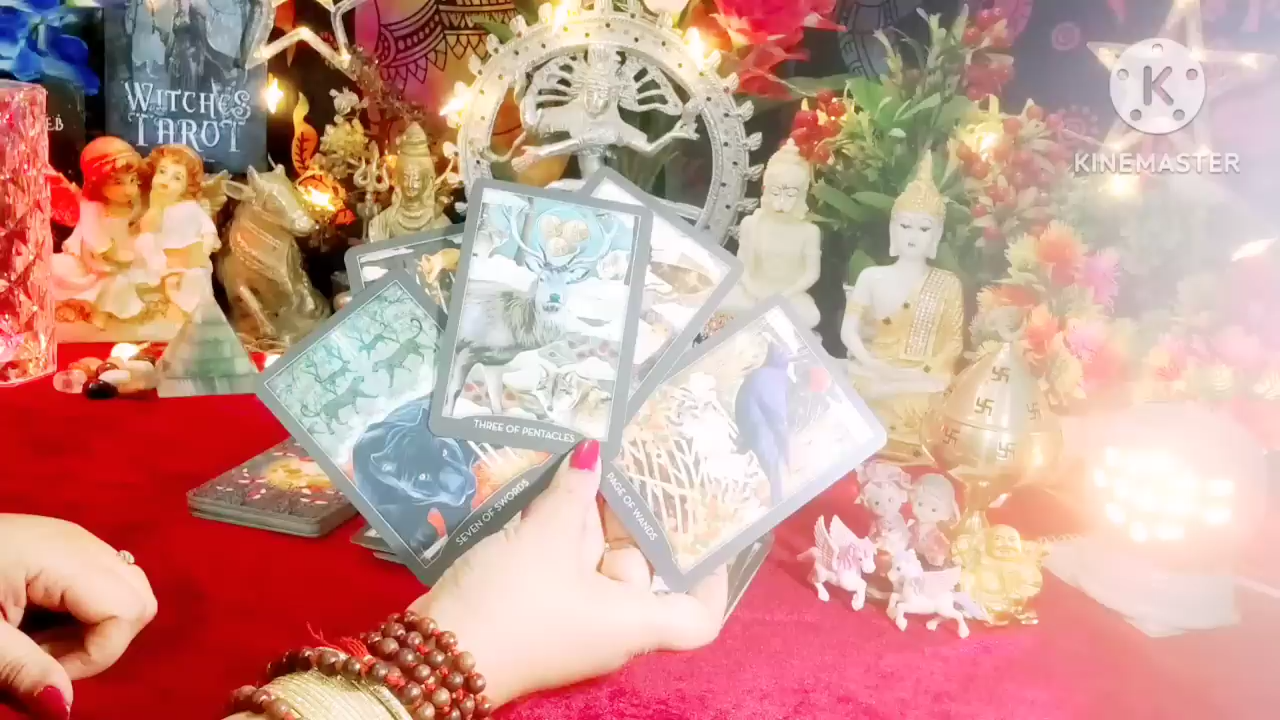 WITCHES
TAROT
K
KINEMASTER
THREE OF PENTACLES
SEVEN OF SWORDS
PAGE OF WANDS